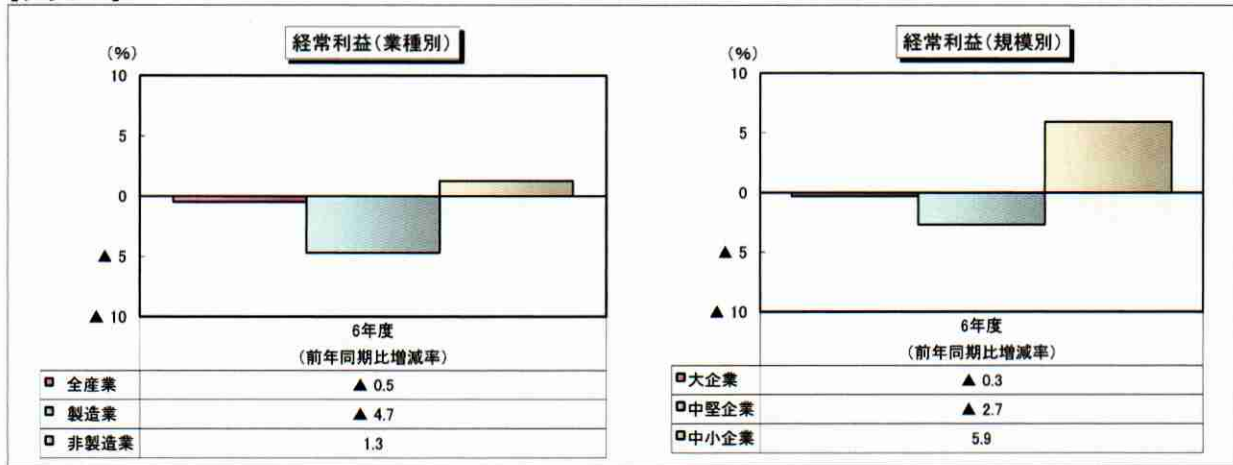 経常利益(業種別)
(%)
10
5
0
▲ 5
▲ 10
6年度
(前年同期比増減率)
全産業 ▲ 0.5
製造業 ▲ 4.7
非製造業 1.3
経常利益(規模別)
(%)
10
5
0
▲ 5
▲ 10
6年度
(前年同期比増減率)
大企業 ▲ 0.3
中堅企業 ▲ 2.7
中小企業 5.9